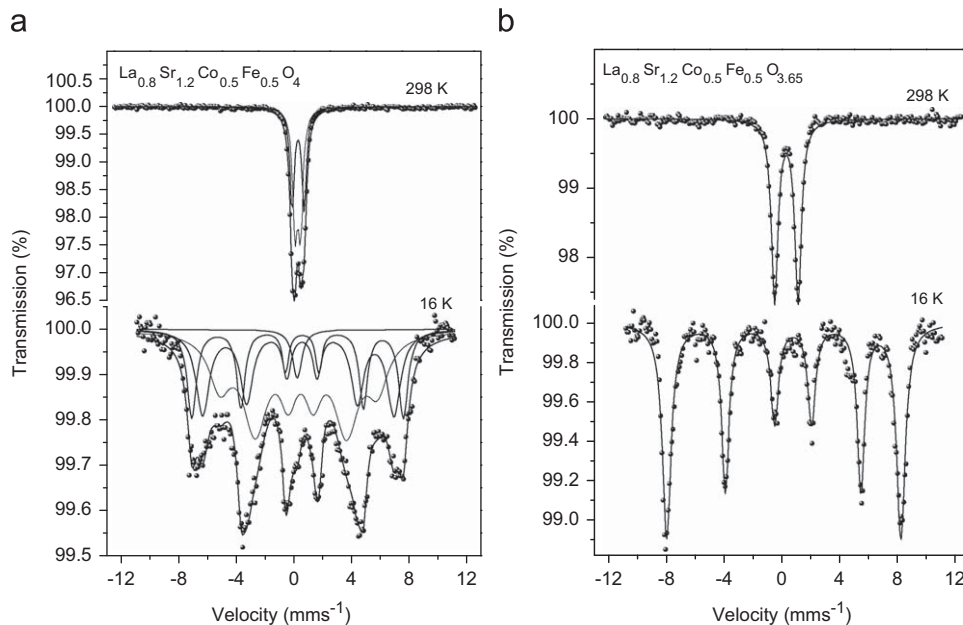 a
La0.8Sr1.2Co0.5Fe0.5O4
298 K
100.5
100.0
99.5
99.0
98.5
98.0
97.5
97.0
96.5
16 K
100.0
99.9
99.8
99.7
99.6
99.5
Transmission (%)
-12 -8 -4 0 4 8 12
Velocity (mms-1)
b
La0.8Sr1.2Co0.5Fe0.5O3.65
298 K
100
99
98
16 K
100.0
99.8
99.6
99.4
99.2
99.0
Transmission (%)
-12 -8 -4 0 4 8 12
Velocity (mms-1)